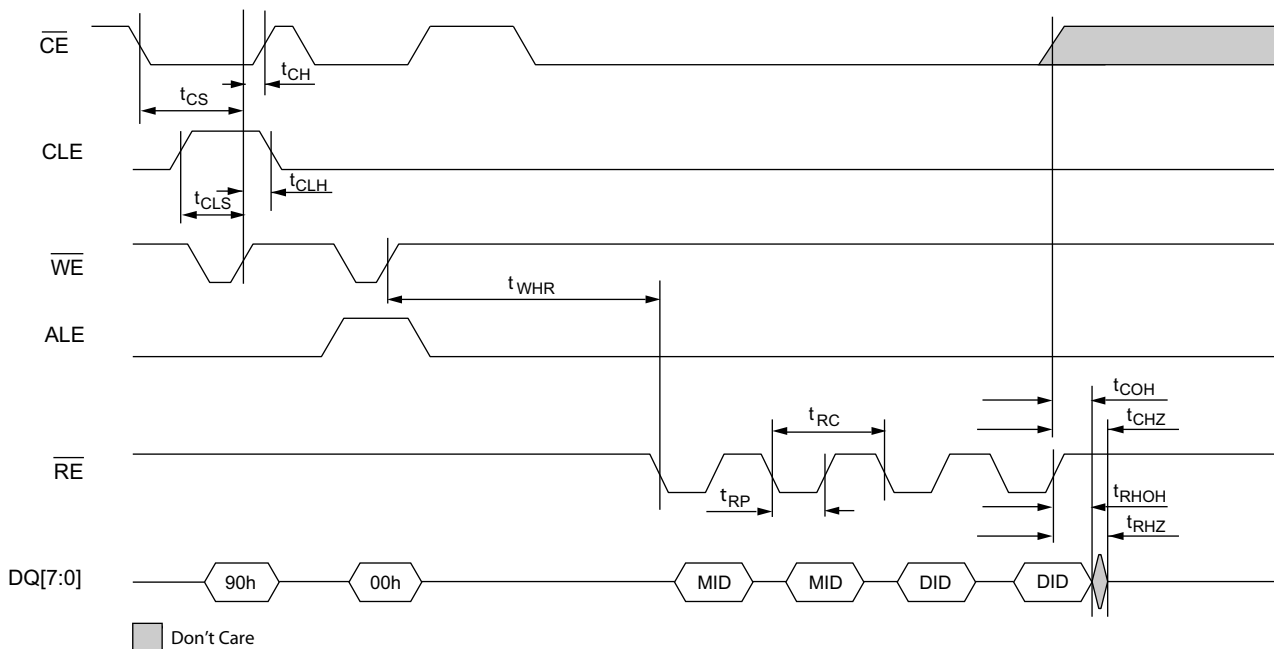 CE
tCH
tCS
CLE
tCLH
tCLS
WE
tWHR
ALE
tCOH
tRC
tCHZ
RE
tRP
tRHOH
tRHZ
DQ[7:0]
90h
00h
MID
MID
DID
DID
Don't Care